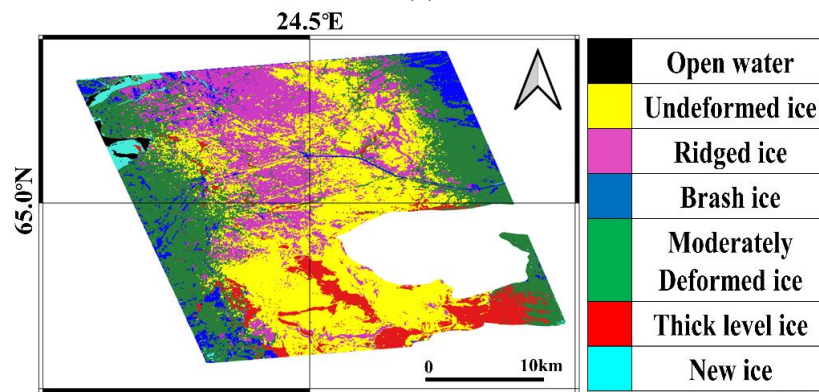 24.5°E
65.0°N
0 10km
Open water
Undeformed ice
Ridged ice
Brash ice
Moderately
Deformed ice
Thick level ice
New ice